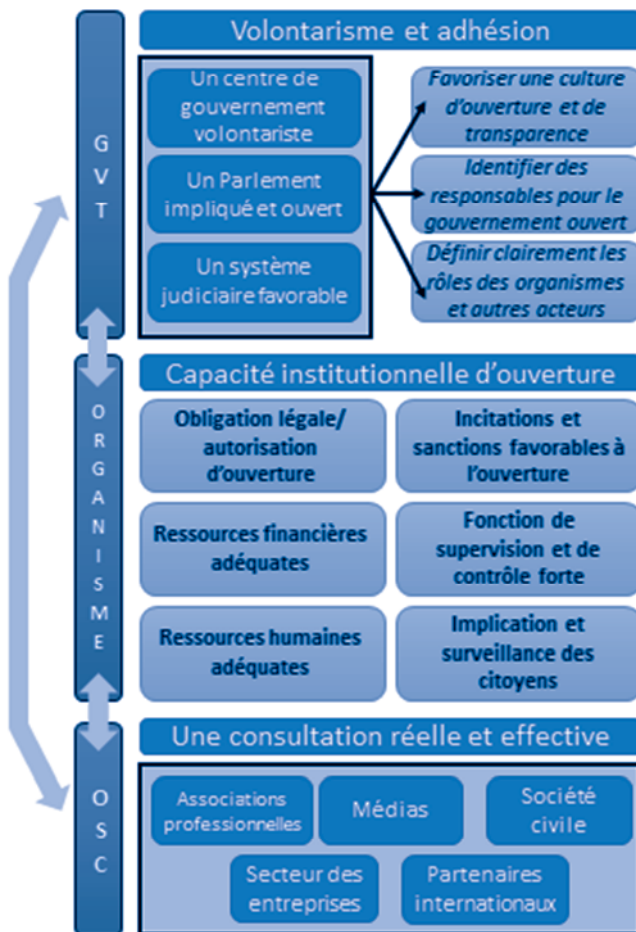 Volontarisme et adhésion
GVT
Un centre de
gouvernement
volontariste
Un Parlement
impliqué et ouvert
Un système
judiciaire favorable
Favoriser une culture
d'ouverture et de
transparence
Identifier des
responsables pour le
gouvernement ouvert
Définir clairement les
rôles des organismes
et autres acteurs
Capacité institutionnelle d'ouverture
ORGANISME
Obligation légale/
autorisation
d'ouverture
Incitations et
sanctions favorables à
l'ouverture
Ressources financières
adéquates
Fonction de
supervision et de
contrôle forte
Ressources humaines
adéquates
Implication et
surveillance des
citoyens
Une consultation réelle et effective
OSC
Associations
professionnelles
Médias
Société
civile
Secteur des
entreprises
Partenaires
internationaux